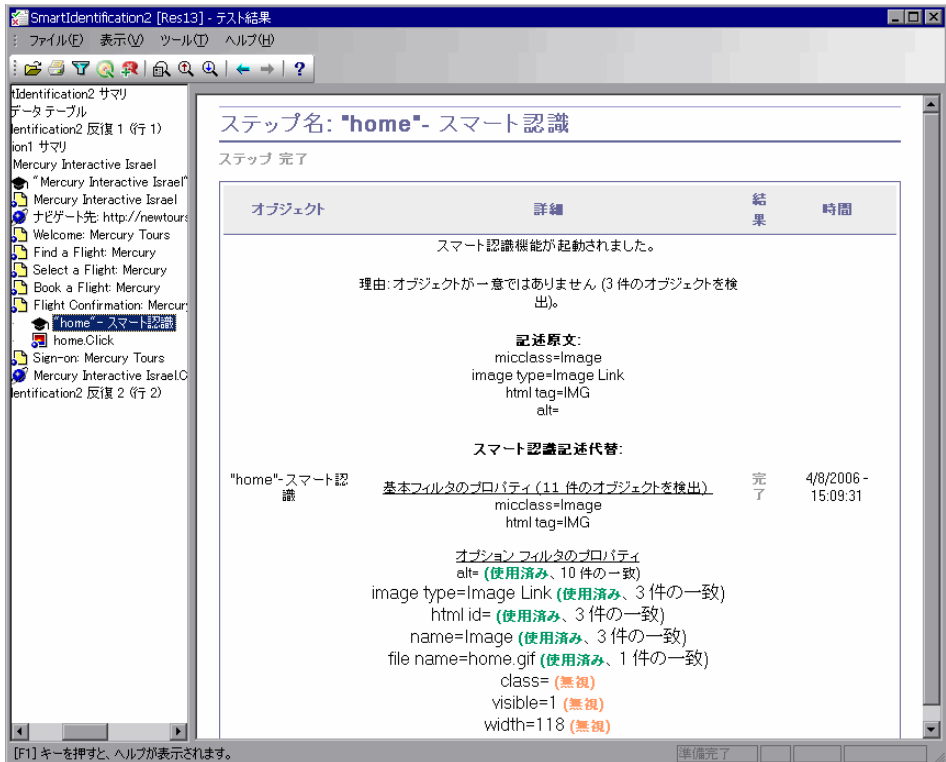 SmartIdentification2 [Res13] - テスト結果
ファイル(F) 表示(V) ツール(T) ヘルプ(H)
tIdentification2 サマリ
データ テーブル
lentification2 反復 1 (行 1)
ion1 サマリ
Mercury Interactive Israel
"Mercury Interactive Israel"
Mercury Interactive Israel
ナビゲート先: http://newtours
Welcome: Mercury Tours
Find a Flight: Mercury
Select a Flight: Mercury
Book a Flight: Mercury
Flight Confirmation: Mercury
"home" - スマート認識
home.Click
Sign-on: Mercury Tours
Mercury Interactive Israel.C
lentification2 反復 2 (行 2)
ステップ名: "home"- スマート認識
ステップ 完了
オブジェクト 詳細 結果 時間
スマート認識機能が起動されました。
理由: オブジェクトが一意ではありません (3 件のオブジェクトを検
出)。
記述原文:
micclass=Image
image type=Image Link
html tag=IMG
alt=
スマート認識記述代替:
"home"-スマート認識
基本フィルタのプロパティ (11 件のオブジェクトを検出)
完了
4/8/2006 -
15:09:31
micclass=Image
html tag=IMG
オプション フィルタのプロパティ
alt= (使用済み、10 件の一致)
image type=Image Link (使用済み、3 件の一致)
html id= (使用済み、3 件の一致)
name=Image (使用済み、3 件の一致)
file name=home.gif (使用済み、1 件の一致)
class= (無視)
visible=1 (無視)
width=118 (無視)
[F1] キーを押すと、ヘルプが表示されます。
準備完了